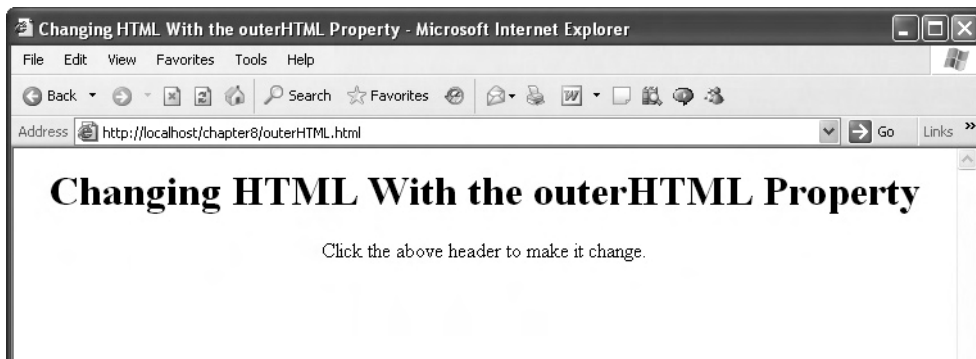 Changing HTML With the outerHTML Property - Microsoft Internet Explorer
File Edit View Favorites Tools Help
Back Search Favorites
Address http://localhost/chapter8/outerHTML.html Go Links »
Changing HTML With the outerHTML Property
Click the above header to make it change.